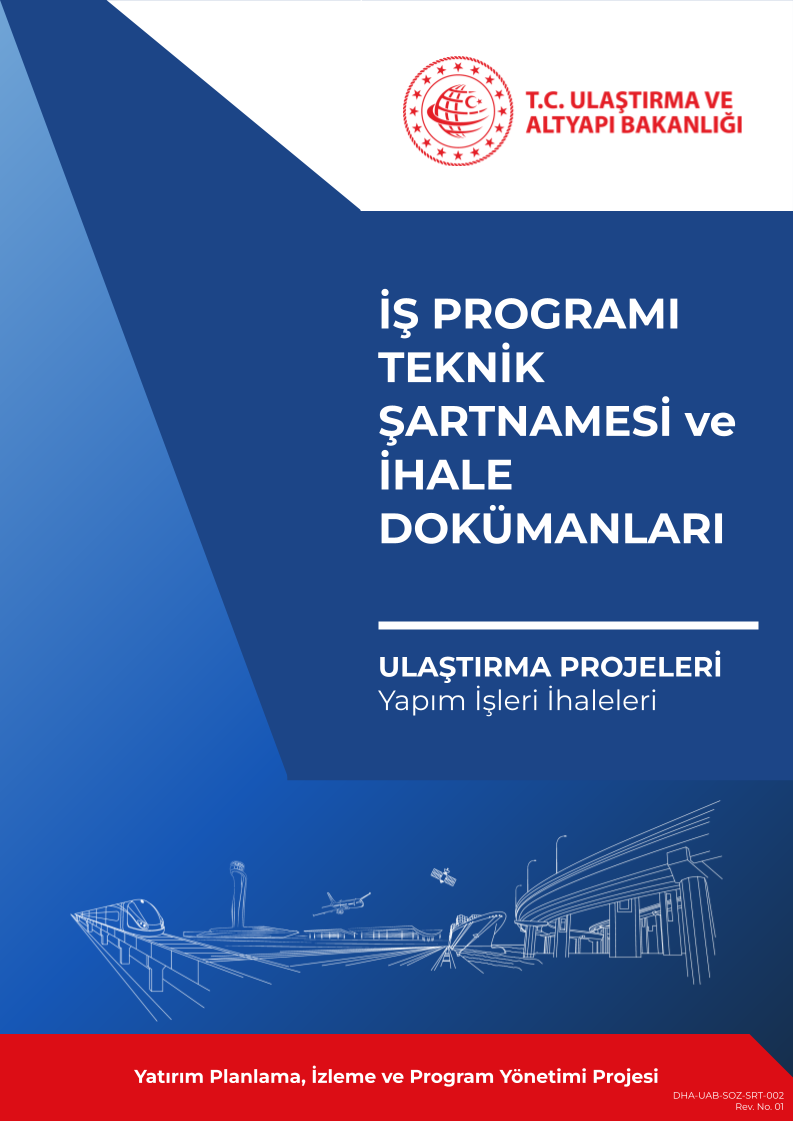 T.C. ULAŞTIRMA VE
ALTYAPI BAKANLIĞI
İŞ PROGRAMI
TEKNİK
ŞARTNAMESİ ve
İHALE
DOKÜMANLARI
ULAŞTIRMA PROJELERİ
Yapım İşleri İhaleleri
Yatırım Planlama, İzleme ve Program Yönetimi Projesi
DHA-UAB-SOZ-SRT-002
Rev. No. 01